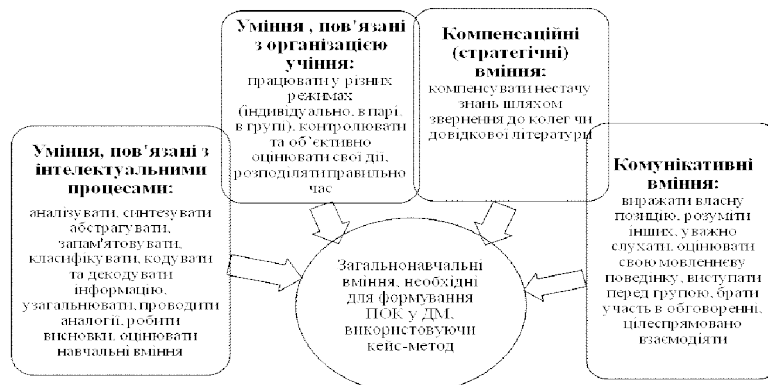 Уміння, пов'язані з
інтелектуальними
процесами:
аналізувати, синтезувати
абстрагувати,
запам'ятовувати,
класифікувати, кодувати
та декодувати
інформацію,
узагальнювати, проводити
аналогії, робити
висновки, оцінювати
навчальні вміння
Уміння , пов'язані
з організацією
учіння:
працювати у різних
режимах
(індивідуально, в парі,
в групі), контролювати
та об'єктивно
оцінювати свої дії,
розподіляти правильно
час
Компенсаційні
(стратегічні)
вміння:
компенсувати нестачу
знань шляхом
звернення до колег чи
довідкової літератури
Комунікативні
вміння:
виражати власну
позицію, розуміти
інших, уважно
слухати, оцінювати
свою мовленнєву
поведінку, виступати
перед групою, брати
участь в обговоренні,
цілеспрямовано
взаємодіяти
Загальнонавчальні
вміння, необхідні
для формування
ПОК у ДМ,
використовуючи
кейс-метод